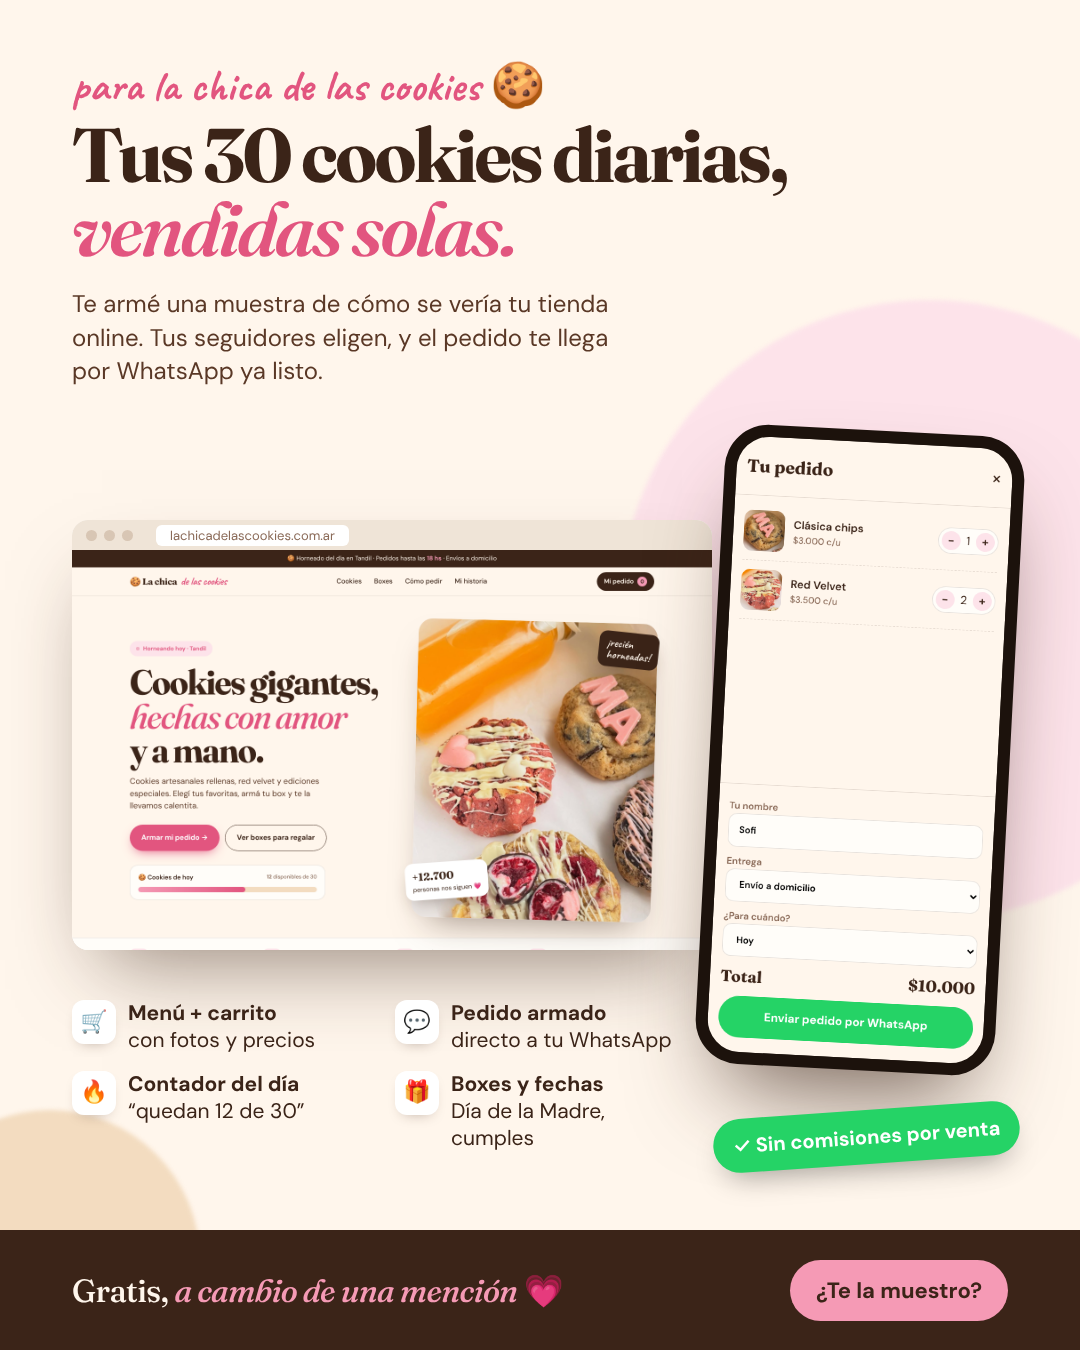 para la chica de las cookies
Tus 30 cookies diarias,
vendidas solas.
Te armé una muestra de cómo se vería tu tienda
online. Tus seguidores eligen, y el pedido te llega
por WhatsApp ya listo.
lachicadelascookies.com.ar
Horneado del día en Tandil · Pedidos hasta las 18 hs · Envíos a domicilio
La chica de las cookies
Cookies Boxes Cómo pedir Mi historia
Mi pedido 0
Horneando hoy · Tandil
Cookies gigantes,
hechas con amor
y a mano.
Cookies artesanales rellenas, red velvet y ediciones
especiales. Elegí tus favoritas, armá tu box y te la
llevamos calentita.
Armar mi pedido →
Ver boxes para regalar
Cookies de hoy
12 disponibles de 30
¡recién
horneadas!
MA
+12.700
personas nos siguen
Tu pedido
×
MA
Clásica chips
$3.000 c/u
− 1 +
Red Velvet
$3.500 c/u
− 2 +
Tu nombre
Sofi
Entrega
Envío a domicilio
¿Para cuándo?
Hoy
Total
$10.000
Enviar pedido por WhatsApp
Menú + carrito
con fotos y precios
Pedido armado
directo a tu WhatsApp
Contador del día
“quedan 12 de 30”
Boxes y fechas
Día de la Madre,
cumples
✓ Sin comisiones por venta
Gratis, a cambio de una mención
¿Te la muestro?